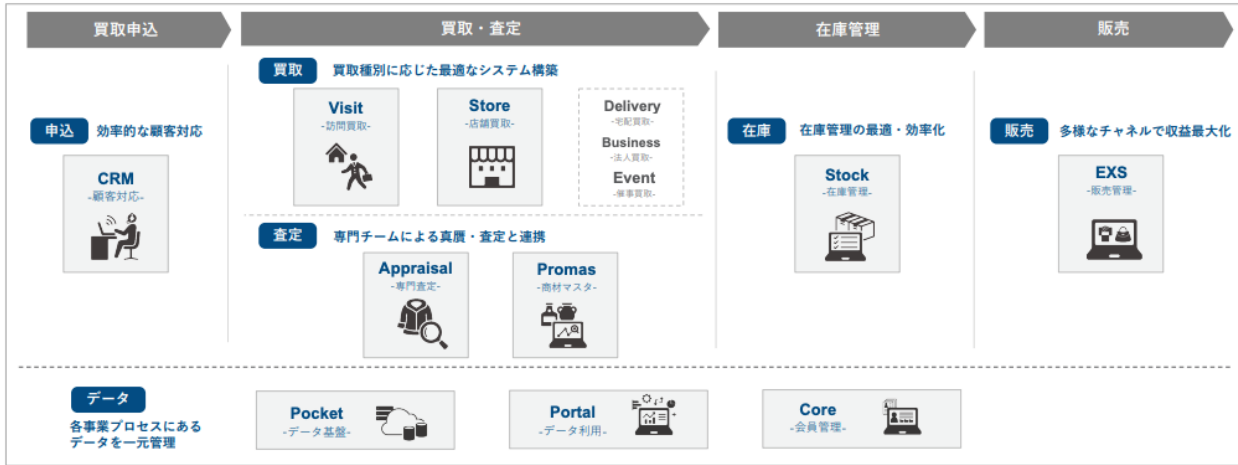 買取申込
買取・査定
在庫管理
販売
申込 効率的な顧客対応
CRM
-顧客対応-
買取 買取種別に応じた最適なシステム構築
Visit
-訪問買取-
Store
-店舗買取-
Delivery
-宅配買取-
Business
-法人買取-
Event
-催事買取-
査定 専門チームによる真贋・査定と連携
Appraisal
-専門査定-
Promas
-商材マスタ-
在庫 在庫管理の最適・効率化
Stock
-在庫管理-
販売 多様なチャネルで収益最大化
EXS
-販売管理-
データ
各事業プロセスにある
データを一元管理
Pocket
-データ基盤-
Portal
-データ利用-
Core
-会員管理-